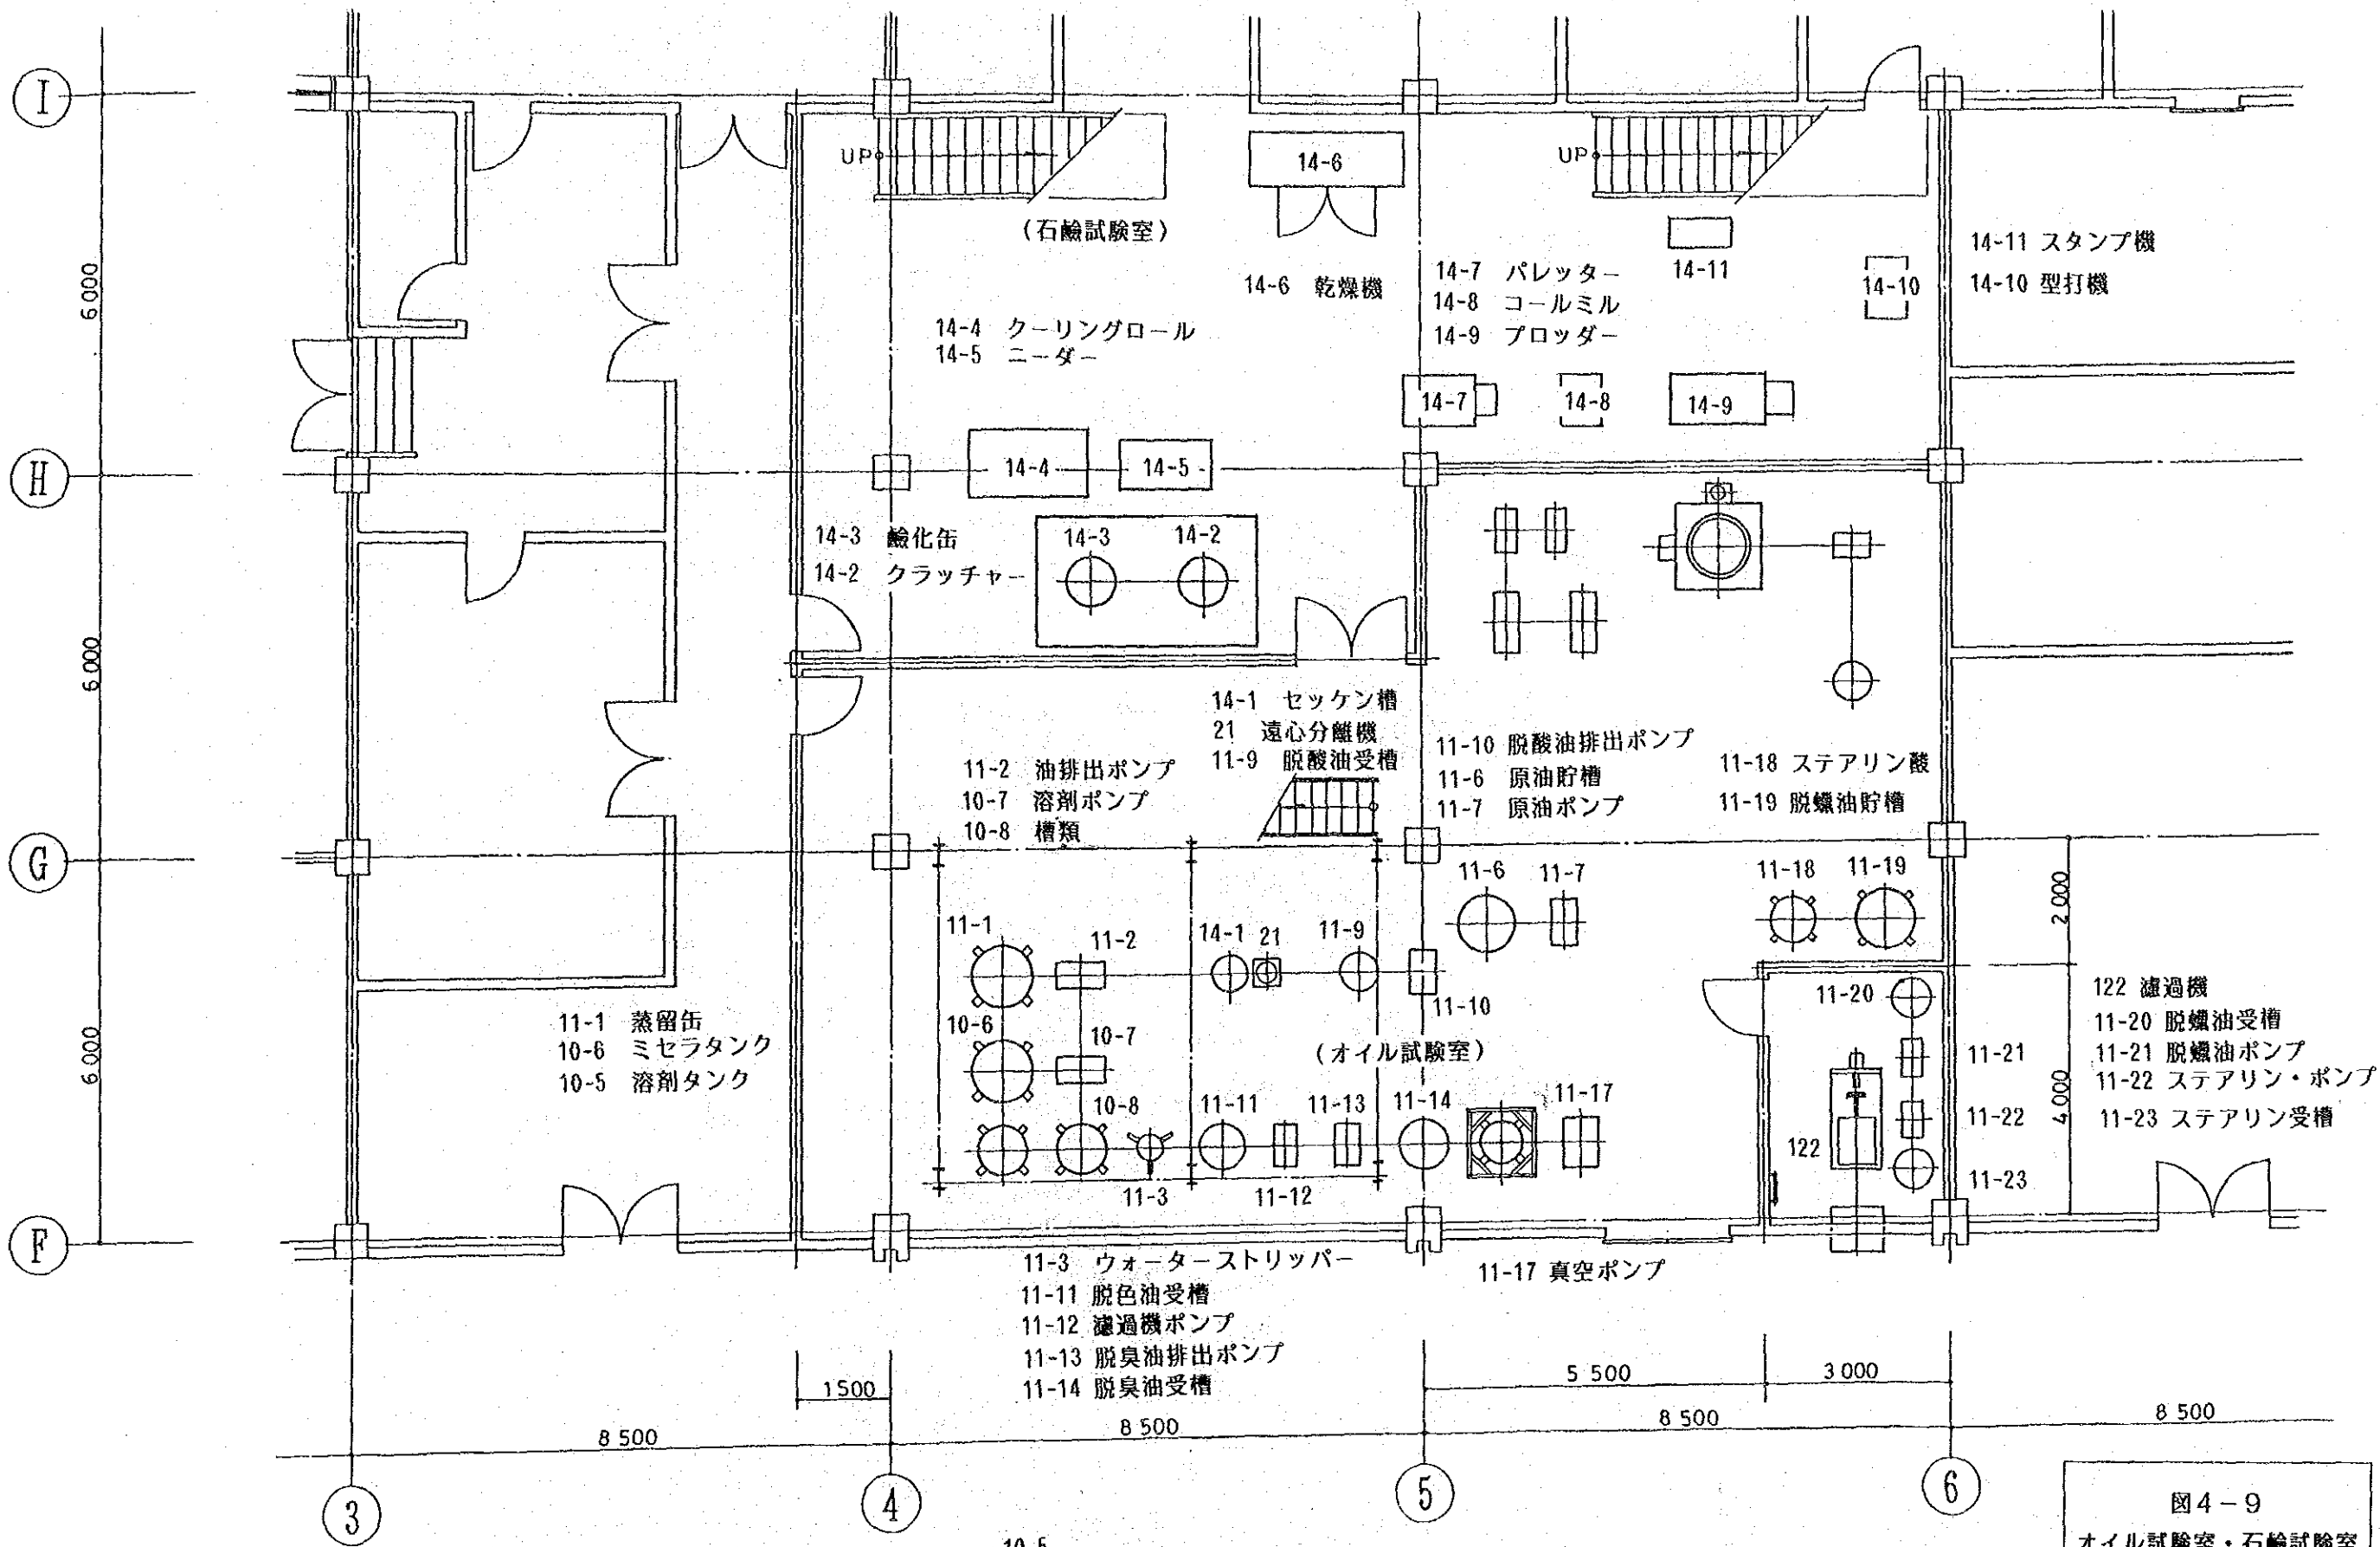 I
UP
14-6
UP
(石鹼試験室)
14-11
14-10
14-11 スタンプ機
14-10 型打機
6 000
14-6 乾燥機
14-7 パレッター
14-8 コールミル
14-9 プロッダー
14-4 クーリングロール
14-5 ニーダー
14-7
14-8
14-9
H
14-4
14-5
14-3 鹼化缶
14-2 クラッチャー
14-3
14-2
6 000
14-1 セッケン槽
21 遠心分離機
11-9 脱酸油受槽
11-2 油排出ポンプ
10-7 溶剤ポンプ
10-8 槽類
11-10 脱酸油排出ポンプ
11-6 原油貯槽
11-7 原油ポンプ
11-18 ステアリン酸
11-19 脱蠟油貯槽
G
11-6
11-7
11-18
11-19
2 000
11-1
11-2
14-1
21
11-9
11-10
11-20
122 濾過機
11-20 脱蠟油受槽
11-21 脱蠟油ポンプ
11-22 ステアリン・ポンプ
11-23 ステアリン受槽
6 000
11-1 蒸留缶
10-6 ミセラタンク
10-5 溶剤タンク
10-6
10-7
(オイル試験室)
11-21
4 000
10-8
11-11
11-13
11-14
11-17
11-22
122
11-3
11-12
11-23
F
11-3 ウォーターストリッパー
11-11 脱色油受槽
11-12 濾過機ポンプ
11-13 脱臭油排出ポンプ
11-14 脱臭油受槽
11-17 真空ポンプ
1 500
5 500
3 000
8 500
8 500
8 500
8 500
3
4
5
6
図4-9
オイル試験室・石鹼試験室
10-5